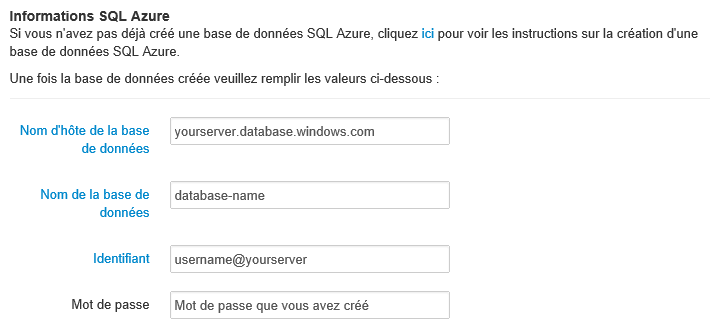 Informations SQL Azure
Si vous n'avez pas déjà créé une base de données SQL Azure, cliquez ici pour voir les instructions sur la création d'une
base de données SQL Azure.
Une fois la base de données créée veuillez remplir les valeurs ci-dessous :
Nom d'hôte de la base
de données
yourserver.database.windows.com
Nom de la base de
données
database-name
Identifiant
username@yourserver
Mot de passe
Mot de passe que vous avez créé